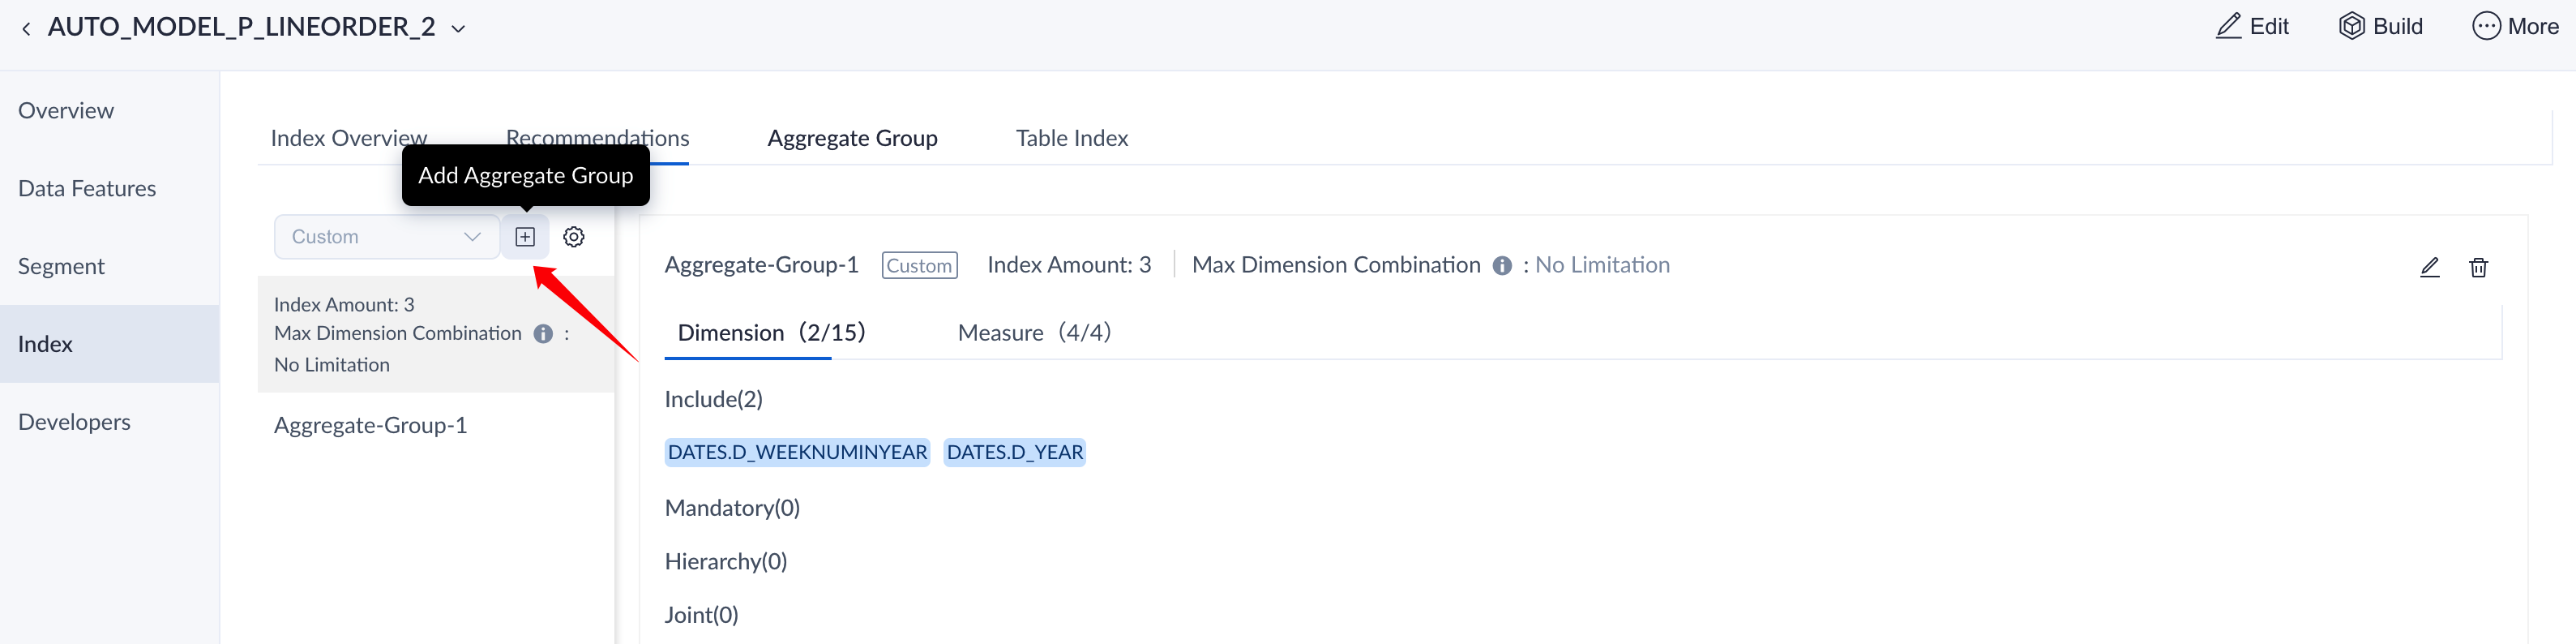 AUTO_MODEL_P_LINEORDER_2
Edit
Build
More
Overview
Data Features
Segment
Index
Developers
Index Overview
Recommendations
Aggregate Group
Table Index
Add Aggregate Group
Custom
Index Amount: 3
Max Dimension Combination :
No Limitation
Aggregate-Group-1
Aggregate-Group-1 Custom Index Amount: 3 Max Dimension Combination : No Limitation
Dimension (2/15)
Measure (4/4)
Include(2)
DATES.D_WEEKNUMINYEAR DATES.D_YEAR
Mandatory(0)
Hierarchy(0)
Joint(0)